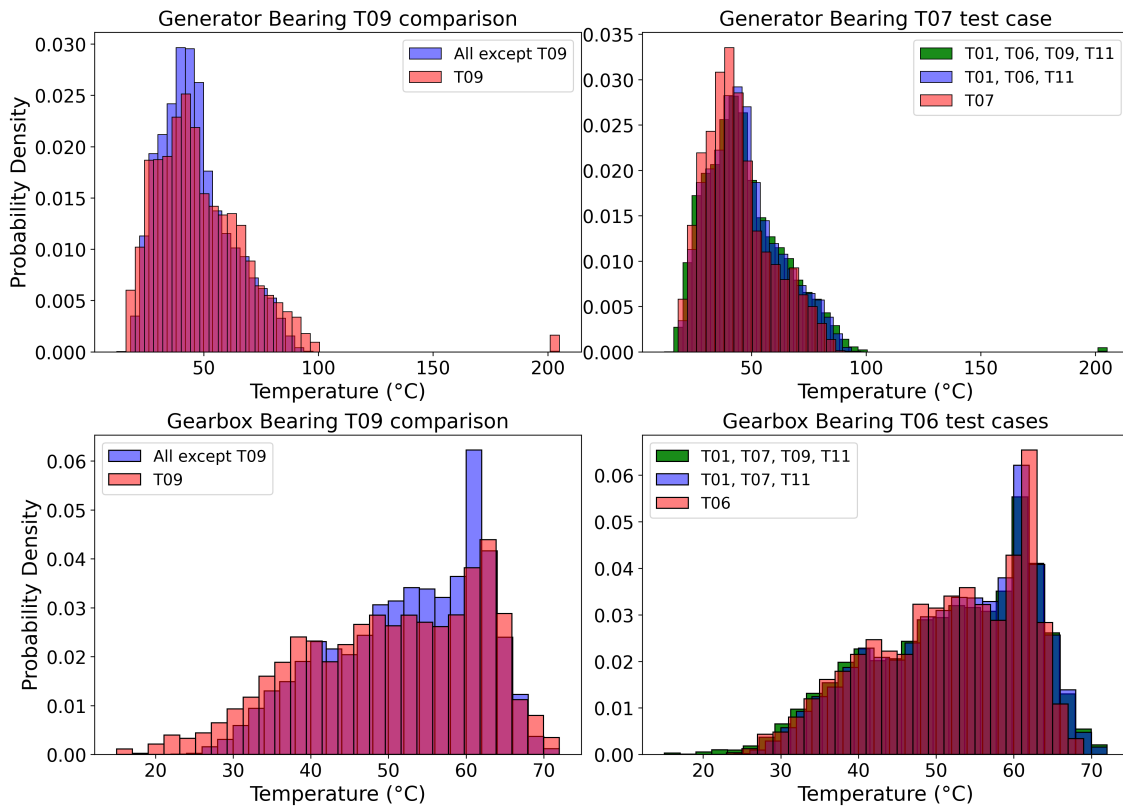 Generator Bearing T09 comparison
Probability Density
0.030
0.025
0.020
0.015
0.010
0.005
0.000
All except T09
T09
50
100
150
200
Temperature (°C)
Generator Bearing T07 test case
0.035
0.030
0.025
0.020
0.015
0.010
0.005
0.000
T01, T06, T09, T11
T01, T06, T11
T07
50
100
150
200
Temperature (°C)
Gearbox Bearing T09 comparison
Probability Density
0.06
0.05
0.04
0.03
0.02
0.01
0.00
All except T09
T09
20
30
40
50
60
70
Temperature (°C)
Gearbox Bearing T06 test cases
0.06
0.05
0.04
0.03
0.02
0.01
0.00
T01, T07, T09, T11
T01, T07, T11
T06
20
30
40
50
60
70
Temperature (°C)